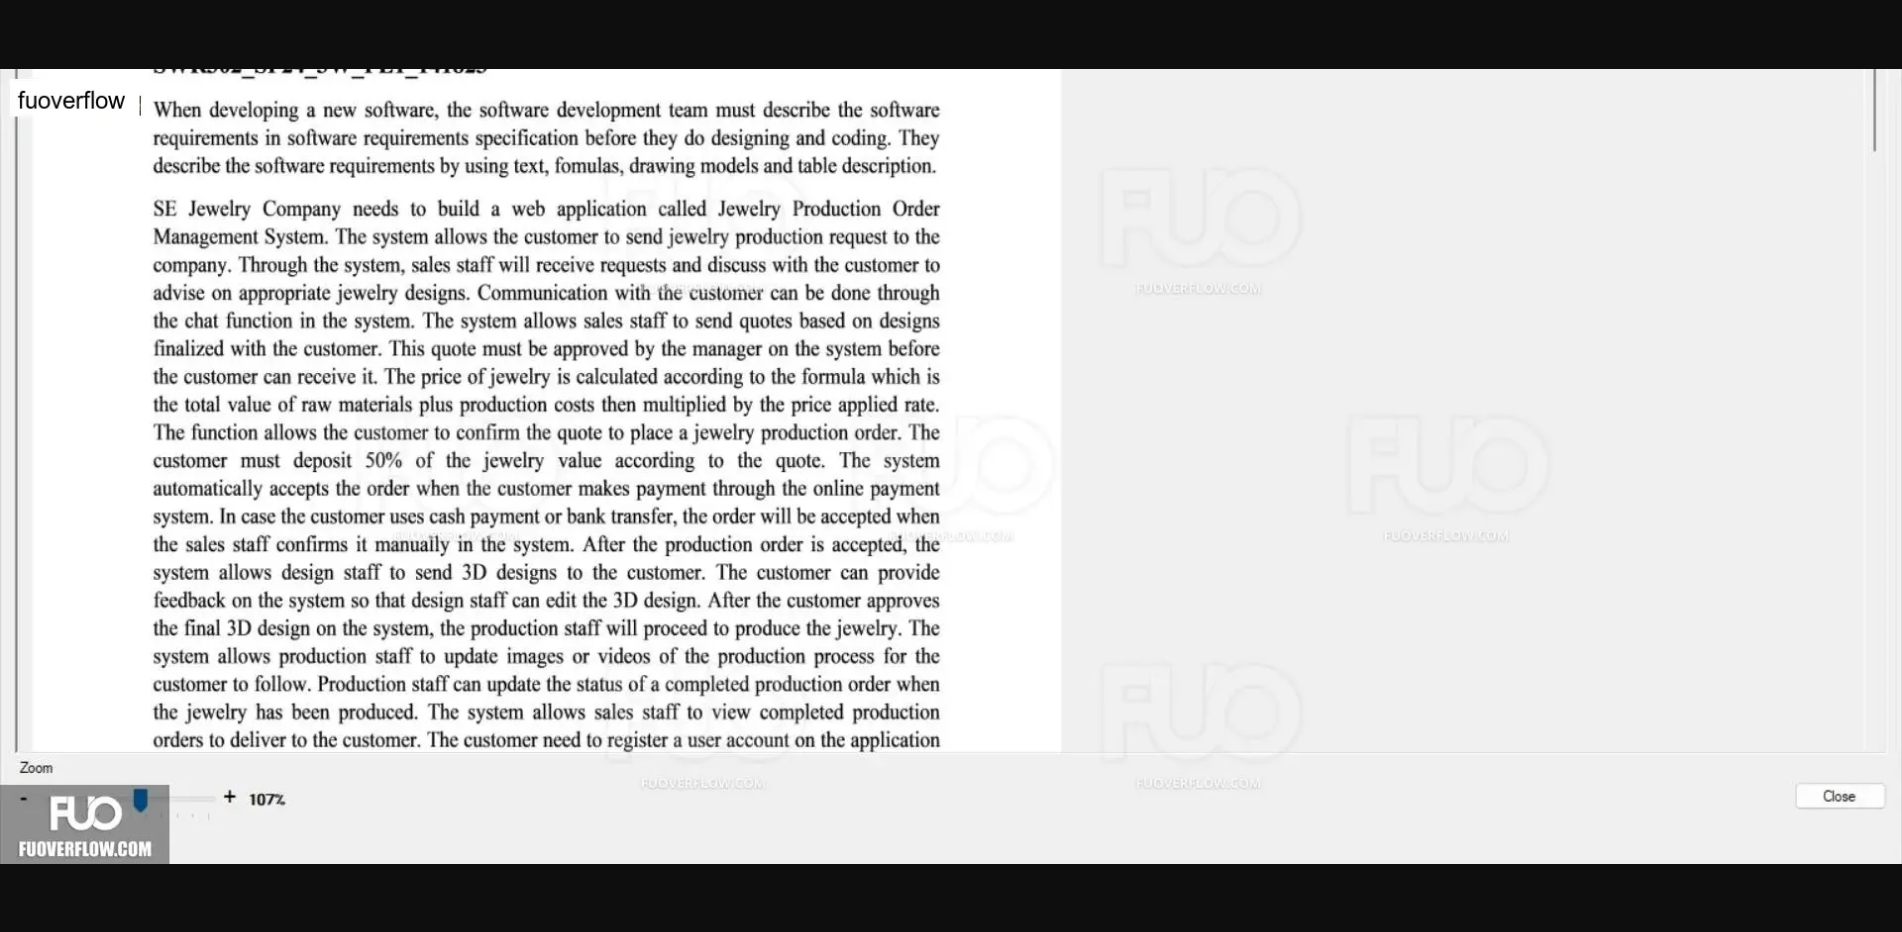 fuoverflow
When developing a new software, the software development team must describe the software
requirements in software requirements specification before they do designing and coding. They
describe the software requirements by using text, fomulas, drawing models and table description.
SE Jewelry Company needs to build a web application called Jewelry Production Order
Management System. The system allows the customer to send jewelry production request to the
company. Through the system, sales staff will receive requests and discuss with the customer to
advise on appropriate jewelry designs. Communication with the customer can be done through
the chat function in the system. The system allows sales staff to send quotes based on designs
finalized with the customer. This quote must be approved by the manager on the system before
the customer can receive it. The price of jewelry is calculated according to the formula which is
the total value of raw materials plus production costs then multiplied by the price applied rate.
The function allows the customer to confirm the quote to place a jewelry production order. The
customer must deposit 50% of the jewelry value according to the quote. The system
automatically accepts the order when the customer makes payment through the online payment
system. In case the customer uses cash payment or bank transfer, the order will be accepted when
the sales staff confirms it manually in the system. After the production order is accepted, the
system allows design staff to send 3D designs to the customer. The customer can provide
feedback on the system so that design staff can edit the 3D design. After the customer approves
the final 3D design on the system, the production staff will proceed to produce the jewelry. The
system allows production staff to update images or videos of the production process for the
customer to follow. Production staff can update the status of a completed production order when
the jewelry has been produced. The system allows sales staff to view completed production
orders to deliver to the customer. The customer need to register a user account on the application
Zoom
- + 107%
Close
FUO
FUOVERFLOW.COM
FUO
FUOVERFLOW.COM
FUO
FUOVERFLOW.COM
FUO
FUOVERFLOW.COM
FUOVERFLOW.COM